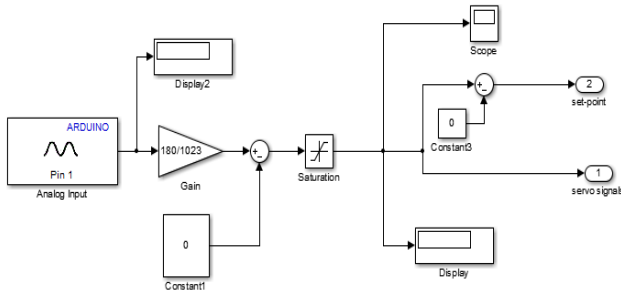 Scope
Display2
2
set-point
0
Constant3
ARDUINO
Pin 1
Analog Input
180/1023
Gain
Saturation
1
servo signals
0
Constant1
Display